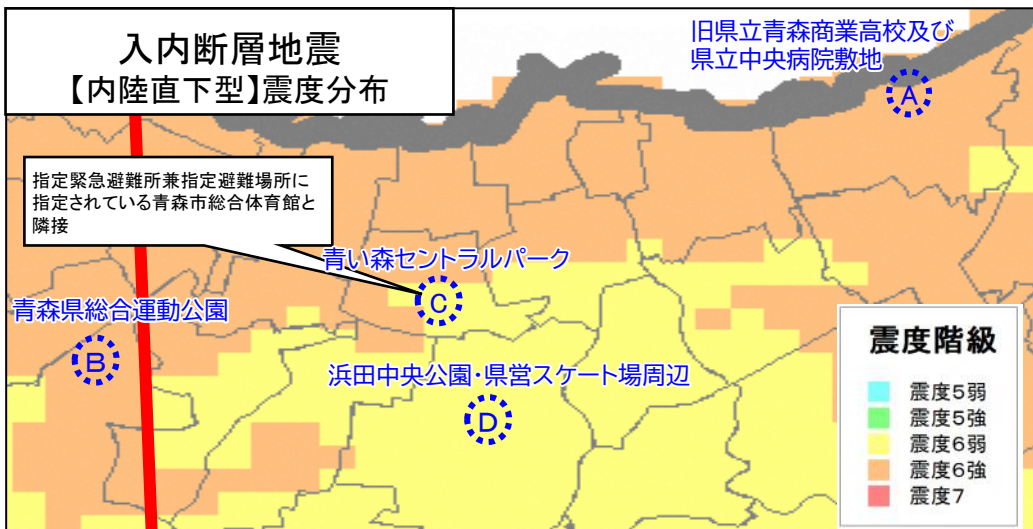 入内断層地震
【内陸直下型】震度分布
旧県立青森商業高校及び
県立中央病院敷地
A
指定緊急避難所兼指定避難場所に
指定されている青森市総合体育館と
隣接
青い森セントラルパーク
C
青森県総合運動公園
B
浜田中央公園・県営スケート場周辺
D
震度階級
震度5弱
震度5強
震度6弱
震度6強
震度7